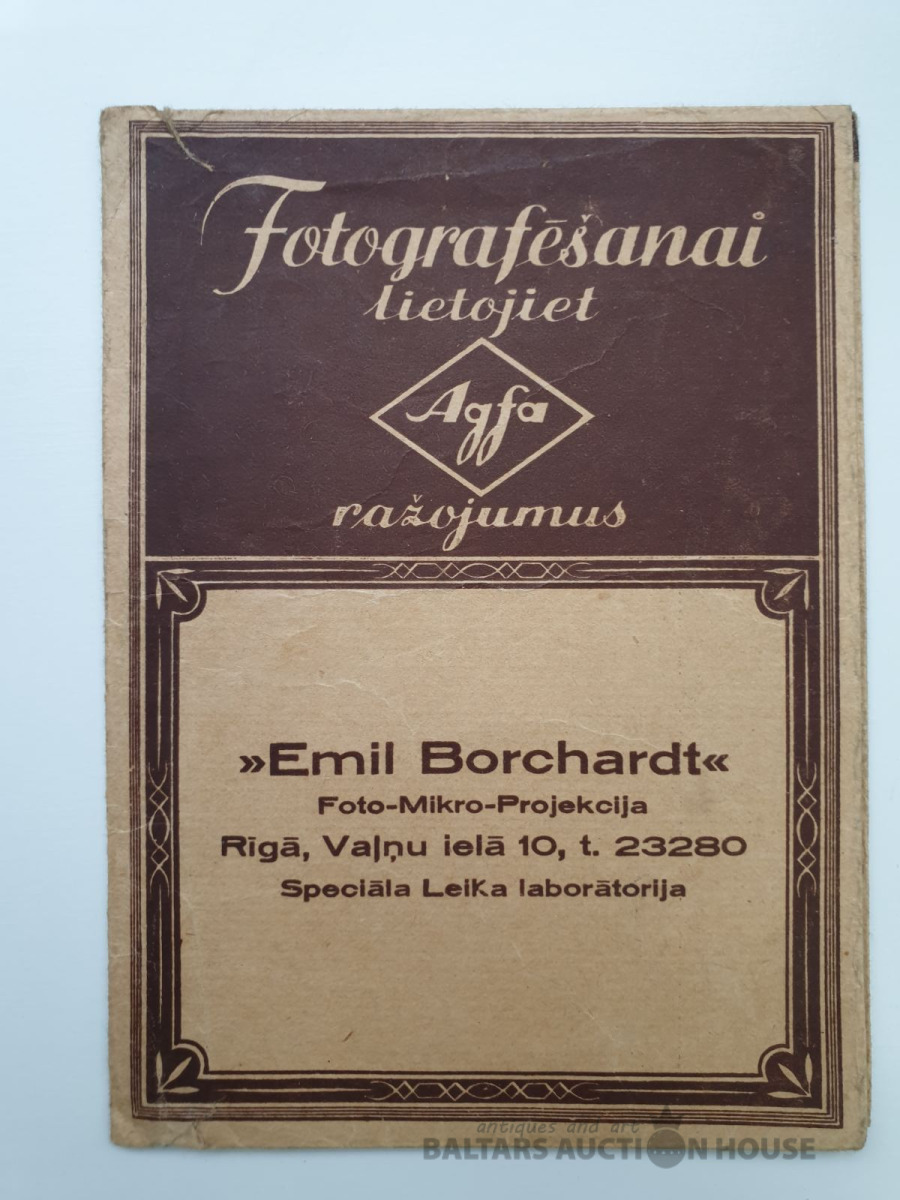 Fotografēšanai
lietojiet
Agfa
ražojumus
»Emil Borchardt«
Foto-Mikro-Projekcija
Rīgā, Vaļņu ielā 10, t. 23280
Speciāla Leika laborātorija
antiques and art
BALTARS AUCTION HOUSE